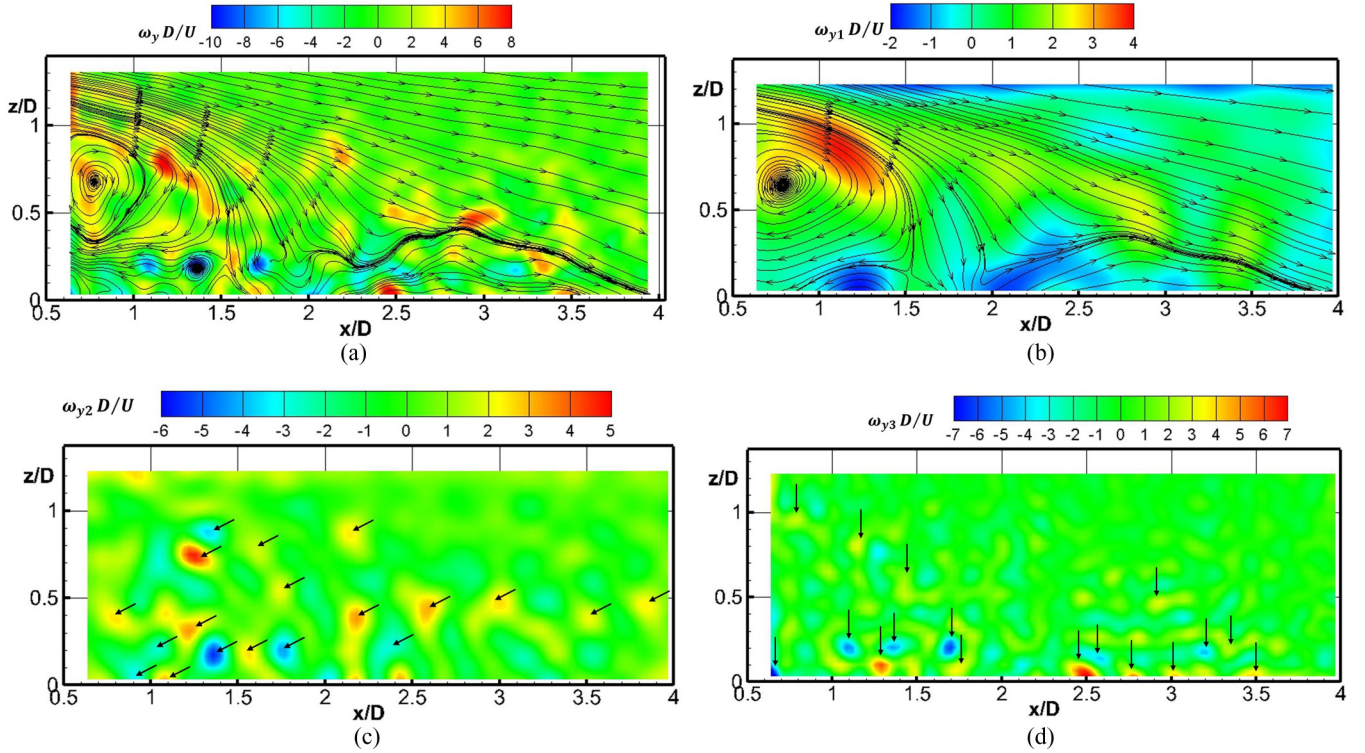 ω_y D/U
-10 -8 -6 -4 -2 0 2 4 6 8
z/D
1
0.5
0
0.5 1 1.5 2 2.5 3 3.5 4
x/D
(a)
ω_y1 D/U
-2 -1 0 1 2 3 4
z/D
1
0.5
0
0.5 1 1.5 2 2.5 3 3.5 4
x/D
(b)
ω_y2 D/U
-6 -5 -4 -3 -2 -1 0 1 2 3 4 5
z/D
1
0.5
0
0.5 1 1.5 2 2.5 3 3.5 4
x/D
(c)
ω_y3 D/U
-7 -6 -5 -4 -3 -2 -1 0 1 2 3 4 5 6 7
z/D
1
0.5
0
0.5 1 1.5 2 2.5 3 3.5 4
x/D
(d)